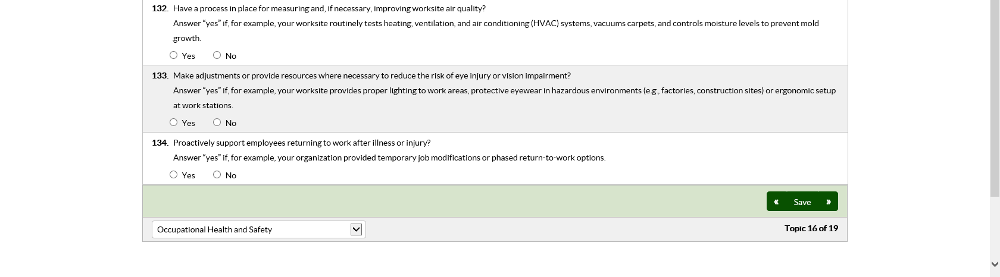 132. Have a process in place for measuring and, if necessary, improving worksite air quality?
Answer “yes” if, for example, your worksite routinely tests heating, ventilation, and air conditioning (HVAC) systems, vacuums carpets, and controls moisture levels to prevent mold
growth.
Yes No
133. Make adjustments or provide resources where necessary to reduce the risk of eye injury or vision impairment?
Answer “yes” if, for example, your worksite provides proper lighting to work areas, protective eyewear in hazardous environments (e.g., factories, construction sites) or ergonomic setup
at work stations.
Yes No
134. Proactively support employees returning to work after illness or injury?
Answer “yes” if, for example, your organization provided temporary job modifications or phased return-to-work options.
Yes No
« Save »
Occupational Health and Safety Topic 16 of 19